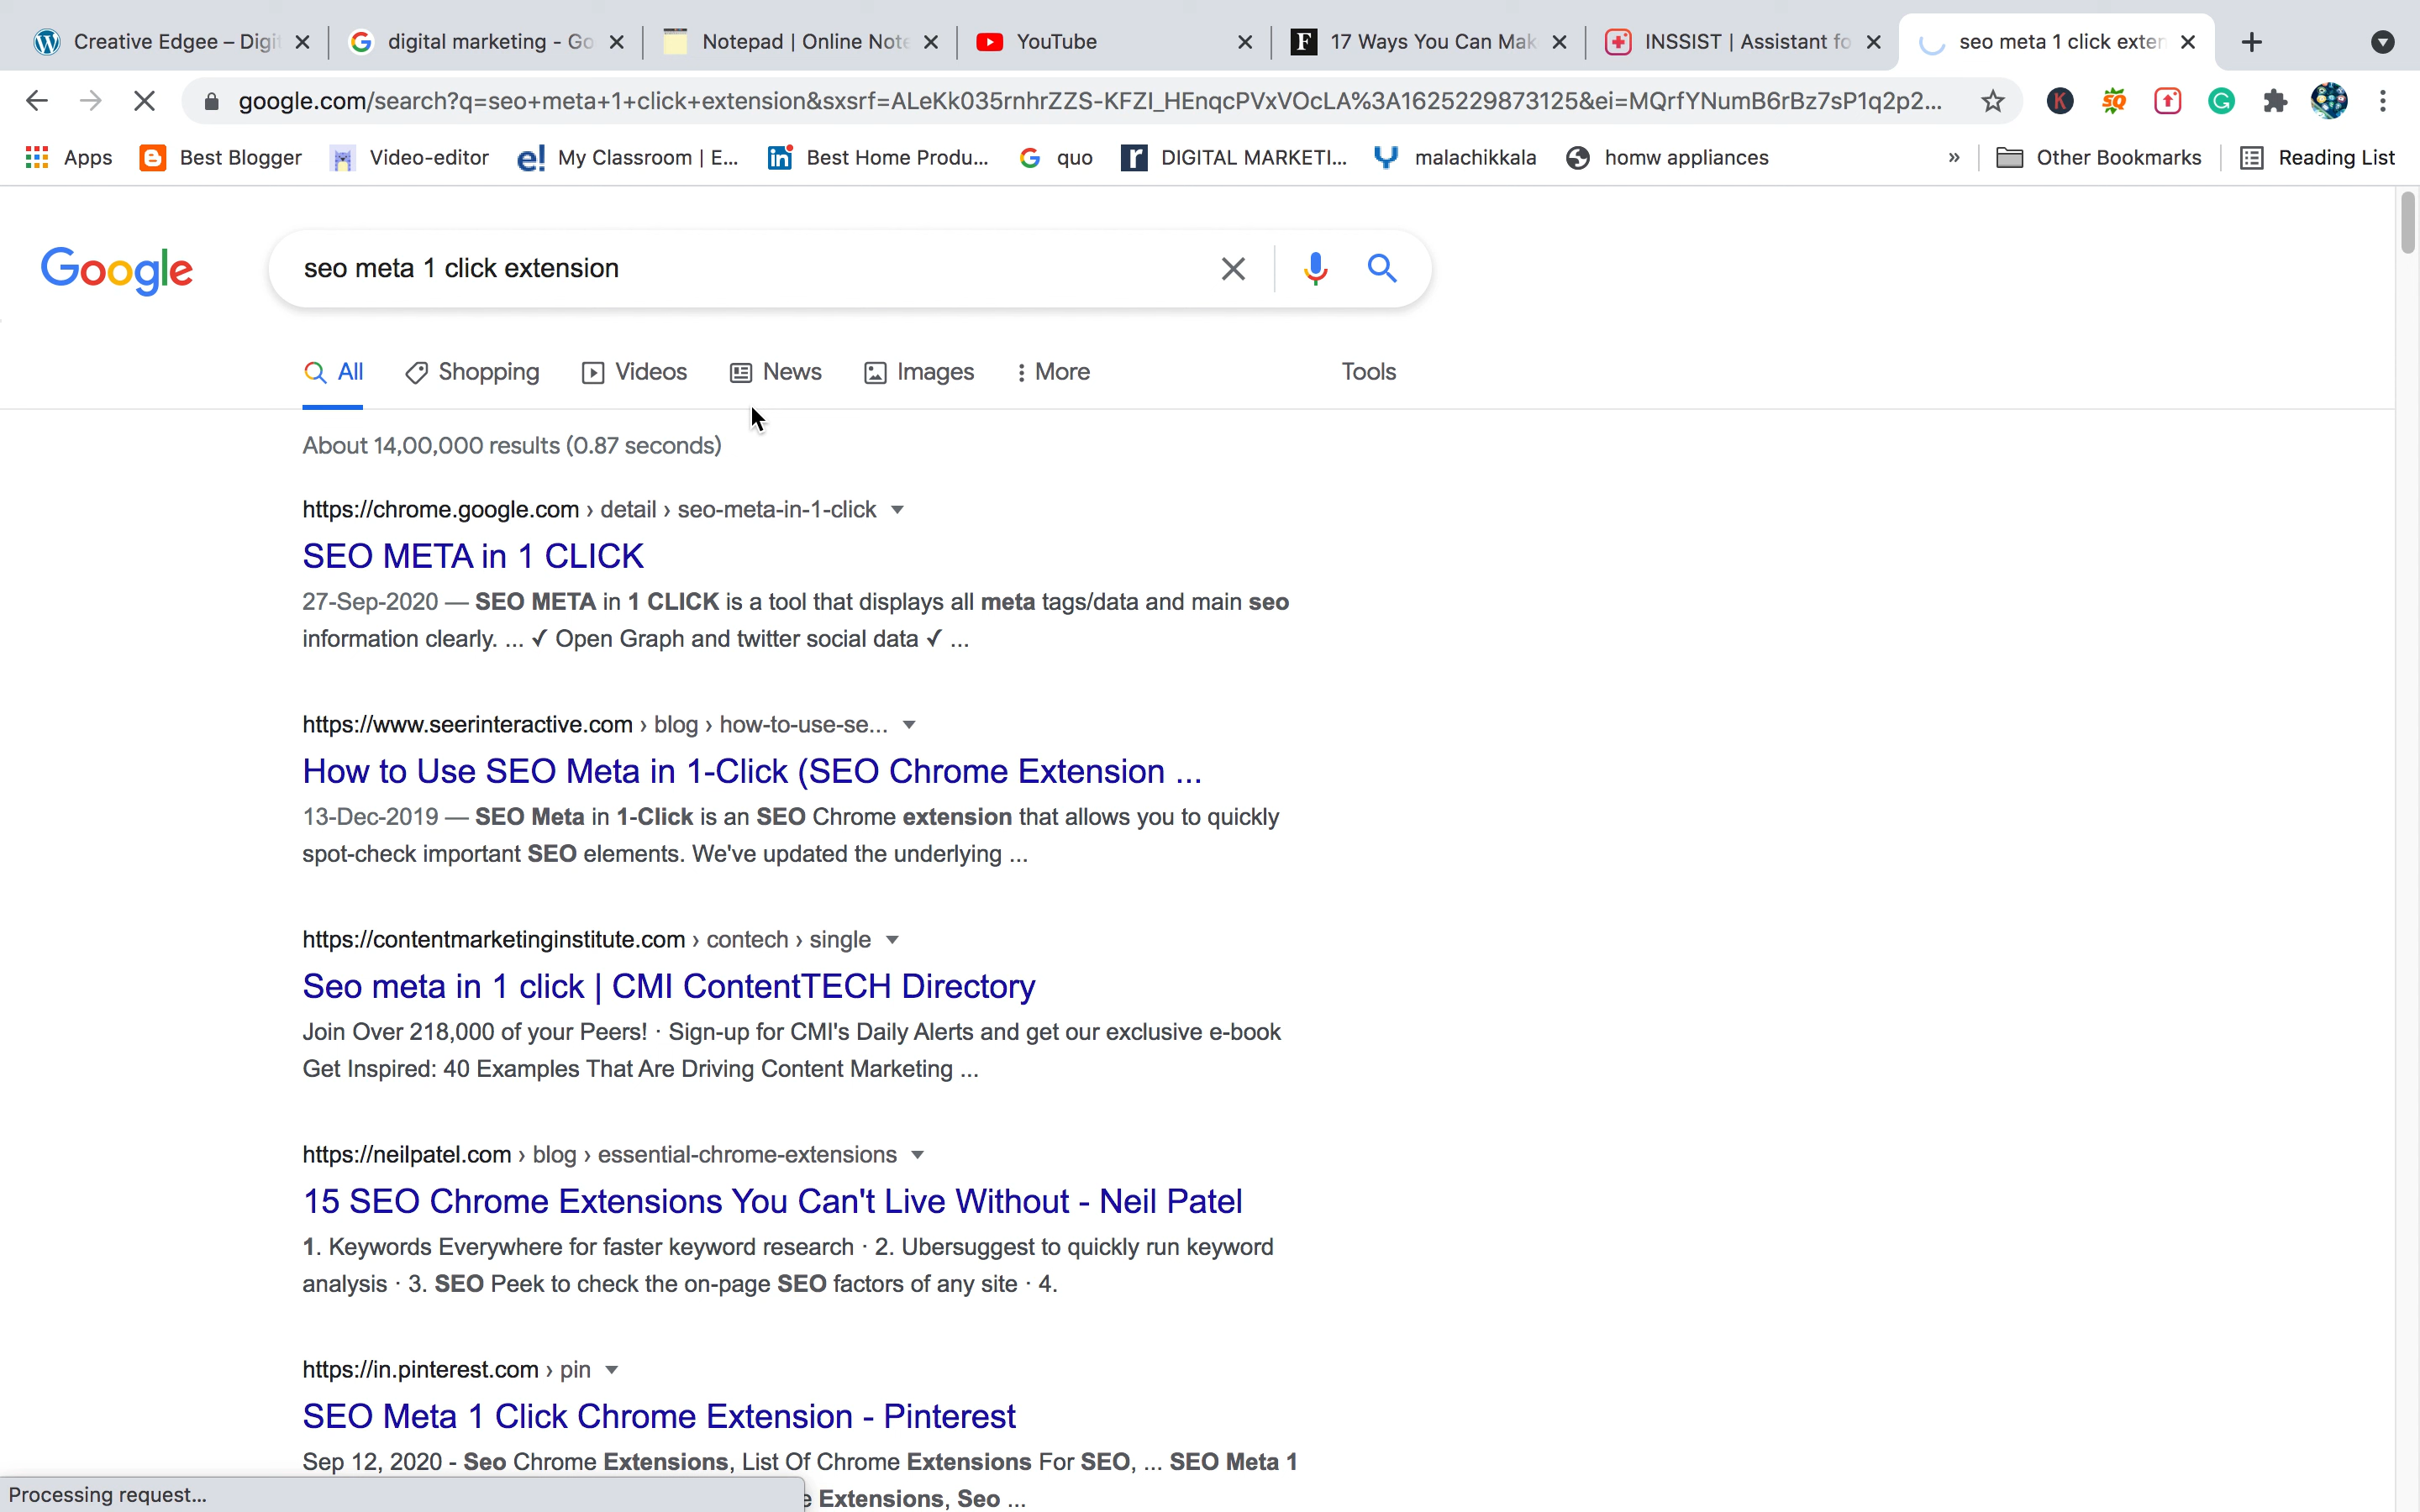 Creative Edgee – Digi
digital marketing - Go
Notepad | Online Note
YouTube
17 Ways You Can Mak
INSSIST | Assistant fo
seo meta 1 click exten
google.com/search?q=seo+meta+1+click+extension&sxsrf=ALeKk035rnhrZZS-KFZI_HEnqcPVxVOcLA%3A1625229873125&ei=MQrfYNumB6rBz7sP1q2p2...
Apps
Best Blogger
Video-editor
My Classroom | E...
Best Home Produ...
quo
DIGITAL MARKETI...
malachikkala
homw appliances
»
Other Bookmarks
Reading List
Google
seo meta 1 click extension
All
Shopping
Videos
News
Images
More
Tools
About 14,00,000 results (0.87 seconds)
https://chrome.google.com › detail › seo-meta-in-1-click
SEO META in 1 CLICK
27-Sep-2020 — SEO META in 1 CLICK is a tool that displays all meta tags/data and main seo
information clearly. ... ✓ Open Graph and twitter social data ✓ ...
https://www.seerinteractive.com › blog › how-to-use-se...
How to Use SEO Meta in 1-Click (SEO Chrome Extension ...
13-Dec-2019 — SEO Meta in 1-Click is an SEO Chrome extension that allows you to quickly
spot-check important SEO elements. We've updated the underlying ...
https://contentmarketinginstitute.com › contech › single
Seo meta in 1 click | CMI ContentTECH Directory
Join Over 218,000 of your Peers! · Sign-up for CMI's Daily Alerts and get our exclusive e-book
Get Inspired: 40 Examples That Are Driving Content Marketing ...
https://neilpatel.com › blog › essential-chrome-extensions
15 SEO Chrome Extensions You Can't Live Without - Neil Patel
1. Keywords Everywhere for faster keyword research · 2. Ubersuggest to quickly run keyword
analysis · 3. SEO Peek to check the on-page SEO factors of any site · 4.
https://in.pinterest.com › pin
SEO Meta 1 Click Chrome Extension - Pinterest
Sep 12, 2020 - Seo Chrome Extensions, List Of Chrome Extensions For SEO, ... SEO Meta 1
Extensions, Seo ...
Processing request...